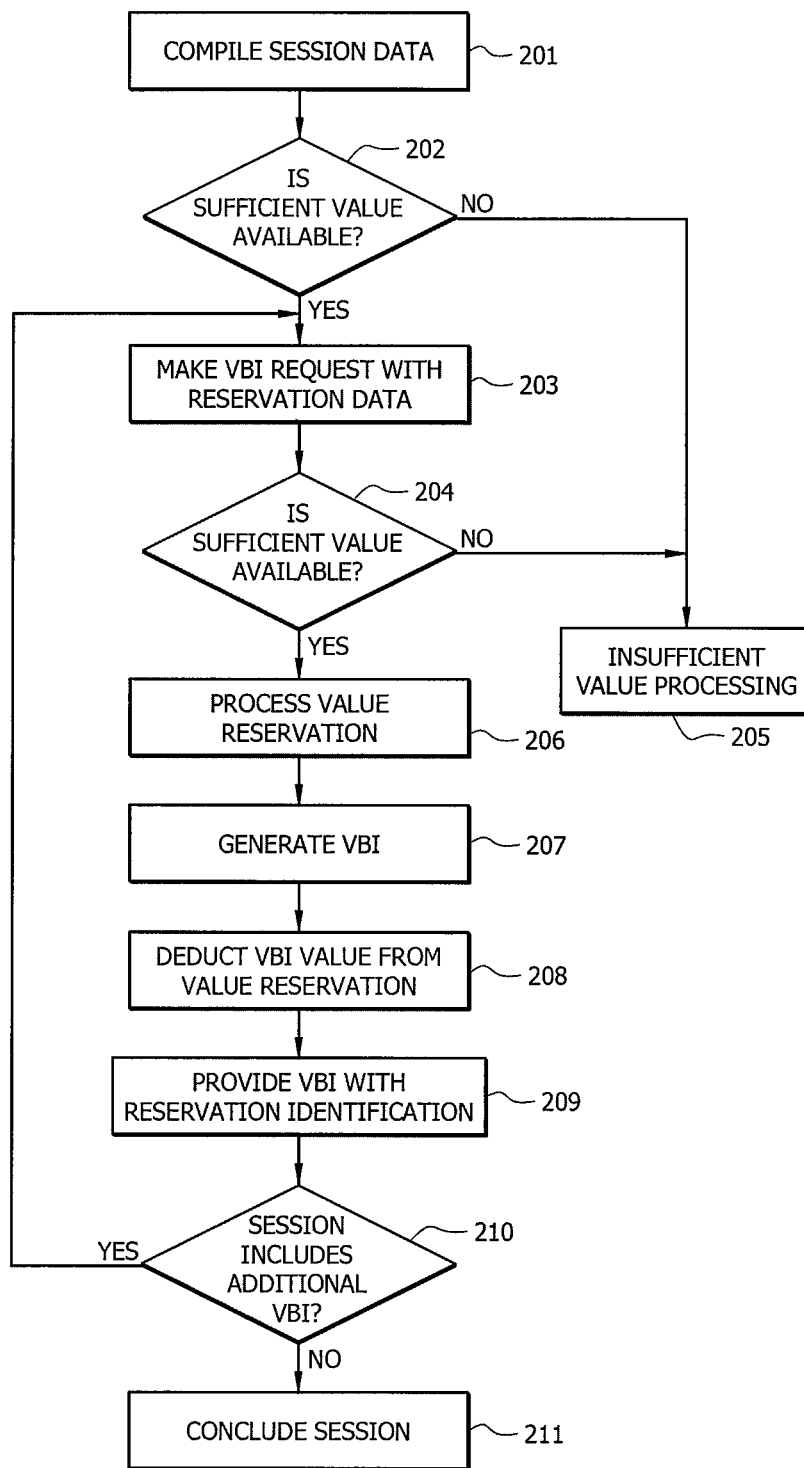 COMPILE SESSION DATA
201
202
IS
SUFFICIENT VALUE
AVAILABLE?
NO
YES
MAKE VBI REQUEST WITH
RESERVATION DATA
203
204
IS
SUFFICIENT VALUE
AVAILABLE?
NO
YES
INSUFFICIENT
VALUE PROCESSING
205
PROCESS VALUE
RESERVATION
206
GENERATE VBI
207
DEDUCT VBI VALUE FROM
VALUE RESERVATION
208
PROVIDE VBI WITH
RESERVATION IDENTIFICATION
209
210
SESSION
INCLUDES
ADDITIONAL
VBI?
YES
NO
CONCLUDE SESSION
211